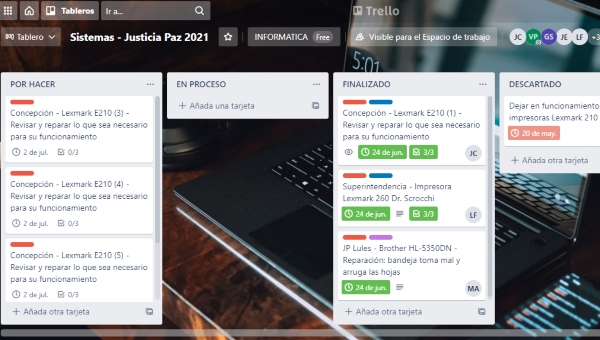 Tableros
Ir a...
Trello
Tablero
Sistemas - Justicia Paz 2021
INFORMATICA
Free
Visible para el Espacio de trabajo
JC
VP
GS
JE
LF
+3
POR HACER
Concepción - Lexmark E210 (3) -
Revisar y reparar lo que sea necesario
para su funcionamiento
2 de jul.
0/3
Concepción - Lexmark E210 (4) -
Revisar y reparar lo que sea necesario
para su funcionamiento
2 de jul.
0/3
Concepción - Lexmark E210 (5) -
Revisar y reparar lo que sea necesario
para su funcionamiento
2 de jul.
0/3
+ Añada otra tarjeta
EN PROCESO
+ Añada una tarjeta
FINALIZADO
Concepción - Lexmark E210 (1) -
Revisar y reparar lo que sea necesario
para su funcionamiento
24 de jun.
3/3
JC
Superintendencia - Impresora
Lexmark 260 Dr. Scrocchi
24 de jun.
3/3
LF
JP Lules - Brother HL-5350DN -
Reparación: bandeja toma mal y
arruga las hojas
24 de jun.
MA
+ Añada otra tarjeta
DESCARTADO
Dejar en funcionamiento
impresoras Lexmark 210
20 de may.
+ Añada otra tarjeta
5:01